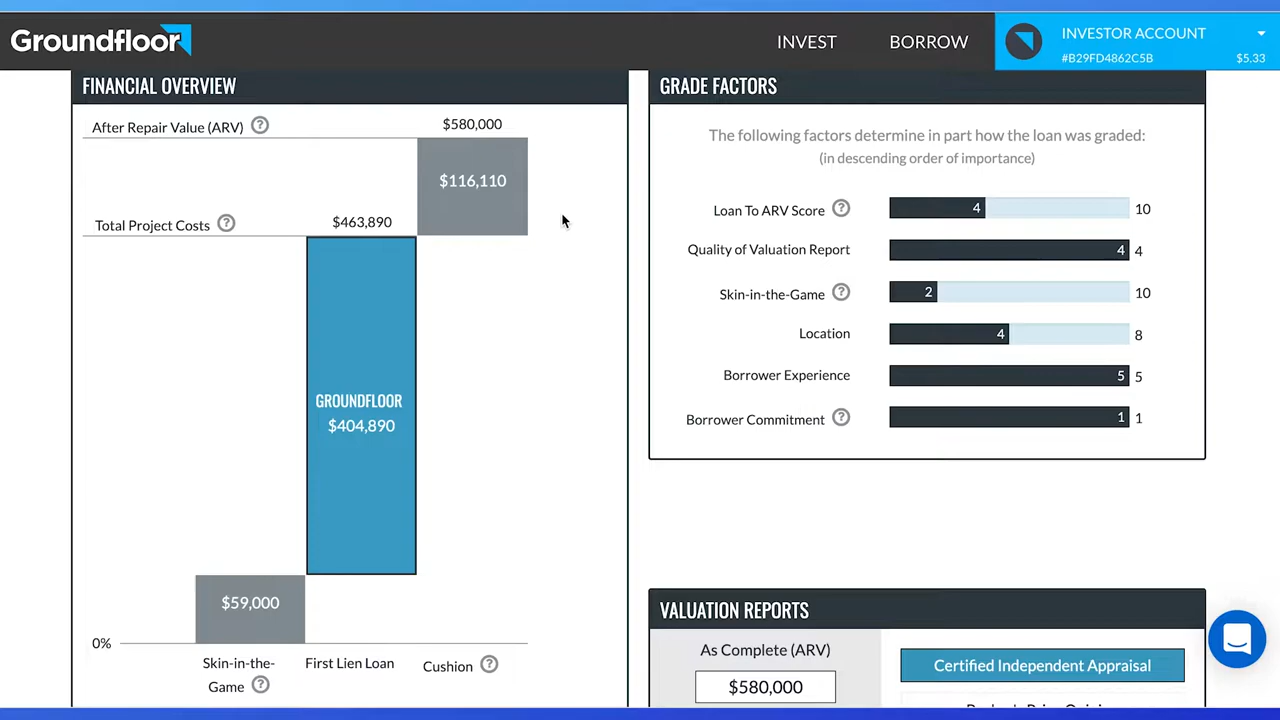 Groundfloor
INVEST
BORROW
INVESTOR ACCOUNT
#B29FD4862C5B
$5.33
FINANCIAL OVERVIEW
After Repair Value (ARV) ?
$580,000
$116,110
Total Project Costs ?
$463,890
GROUNDFLOOR
$404,890
$59,000
0%
Skin-in-the-
Game ?
First Lien Loan
Cushion ?
GRADE FACTORS
The following factors determine in part how the loan was graded:
(in descending order of importance)
Loan To ARV Score ? 4 10
Quality of Valuation Report 4 4
Skin-in-the-Game ? 2 10
Location 4 8
Borrower Experience 5 5
Borrower Commitment ? 1 1
VALUATION REPORTS
As Complete (ARV)
$580,000
Certified Independent Appraisal